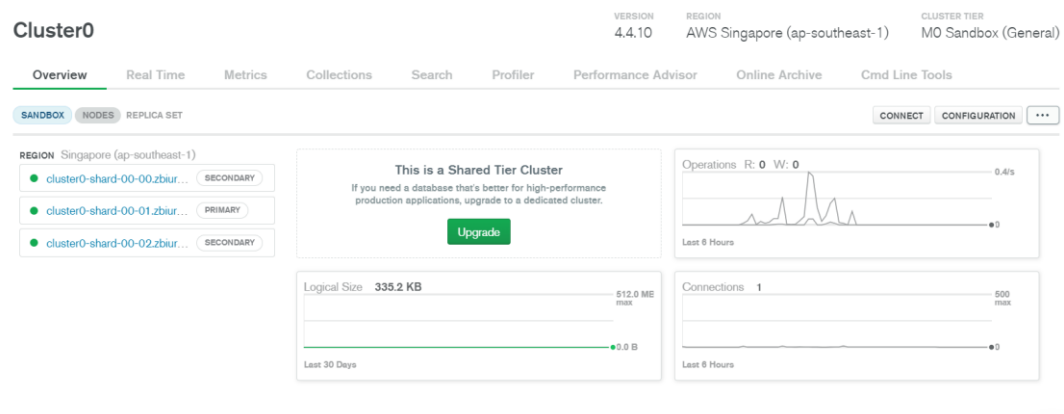 Cluster0
VERSION
4.4.10
REGION
AWS Singapore (ap-southeast-1)
CLUSTER TIER
M0 Sandbox (General)
Overview Real Time Metrics Collections Search Profiler Performance Advisor Online Archive Cmd Line Tools
SANDBOX NODES REPLICA SET
CONNECT CONFIGURATION ...
REGION Singapore (ap-southeast-1)
cluster0-shard-00-00.zbiur... SECONDARY
cluster0-shard-00-01.zbiur... PRIMARY
cluster0-shard-00-02.zbiur... SECONDARY
This is a Shared Tier Cluster
If you need a database that's better for high-performance
production applications, upgrade to a dedicated cluster.
Upgrade
Operations R: 0 W: 0
0.4/s
0
Last 6 Hours
Logical Size 335.2 KB
512.0 ME
max
0.0 B
Last 30 Days
Connections 1
500
max
0
Last 6 Hours